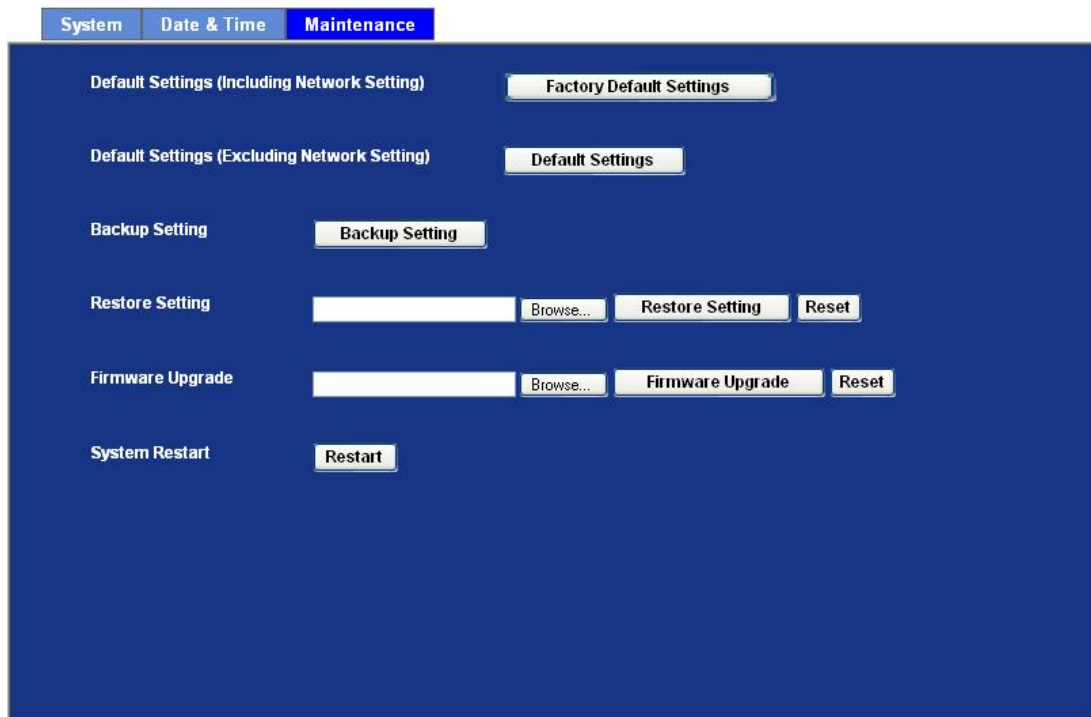 System Date & Time Maintenance
Default Settings (Including Network Setting) Factory Default Settings
Default Settings (Excluding Network Setting) Default Settings
Backup Setting Backup Setting
Restore Setting Browse... Restore Setting Reset
Firmware Upgrade Browse... Firmware Upgrade Reset
System Restart Restart